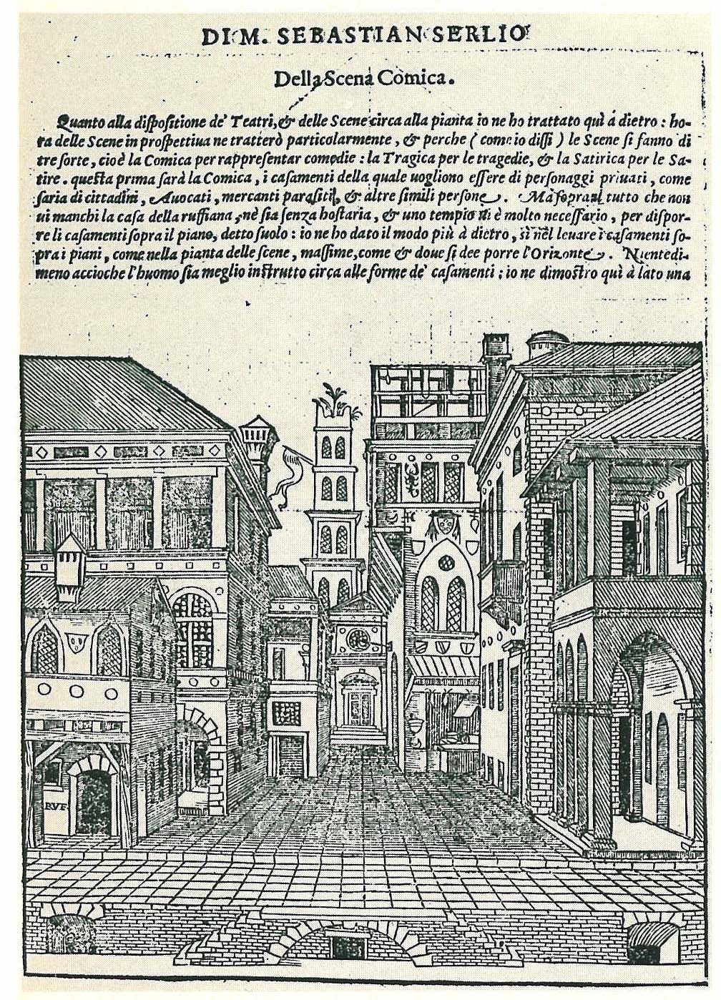 DI M. SEBASTIAN SERLIO
Della Scena Comica.
Quanto alla dispositione de' Teatri, & delle Scene circa alla pianta io ne ho trattato quì á dietro : ho-
ra delle Scene in prospettiua ne tratterò particolarmente, & perche ( come io dissi ) le Scene si fanno di
tre sorte, cioè la Comica per rappresentar comedie : la Tragica per le tragedie, & la Satirica per le Sa-
tire. questa prima sarà la Comica, i casamenti della quale uogliono essere di personaggi priuati, come
saria di cittadini, Auocati, mercanti parasiti, & altre simili persone. Ma sopra al tutto che non
ui manchi la casa della ruffiana, nè sia senza hostaria, & uno tempio ui è molto necessario, per dispor-
re li casamenti sopra il piano, detto suolo : io ne ho dato il modo più à dietro, sì nel leuare i casamenti so-
pra i piani, come nella pianta delle scene, massime, come & doue si dee porre l'Orizonte. Nientedi-
meno accioche l'huomo sia meglio instrutto circa alle forme de' casamenti ; io ne dimostro quì à lato una
RVF.